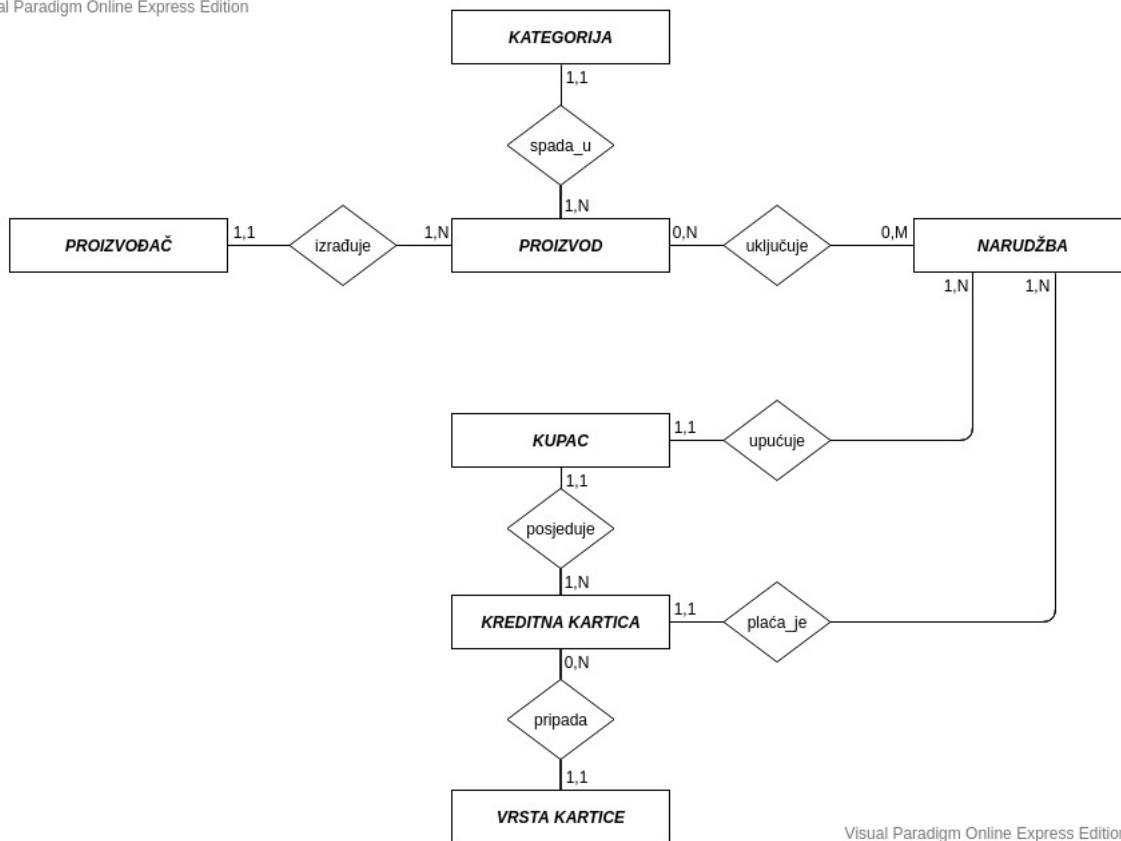 al Paradigm Online Express Edition
KATEGORIJA
1,1
spada_u
1,N
PROIZVOĐAČ
1,1
izrađuje
1,N
PROIZVOD
0,N
uključuje
0,M
NARUDŽBA
1,N
1,N
KUPAC
1,1
upućuje
1,1
posjeduje
1,N
KREDITNA KARTICA
1,1
plaća_je
0,N
pripada
1,1
VRSTA KARTICE
Visual Paradigm Online Express Edition